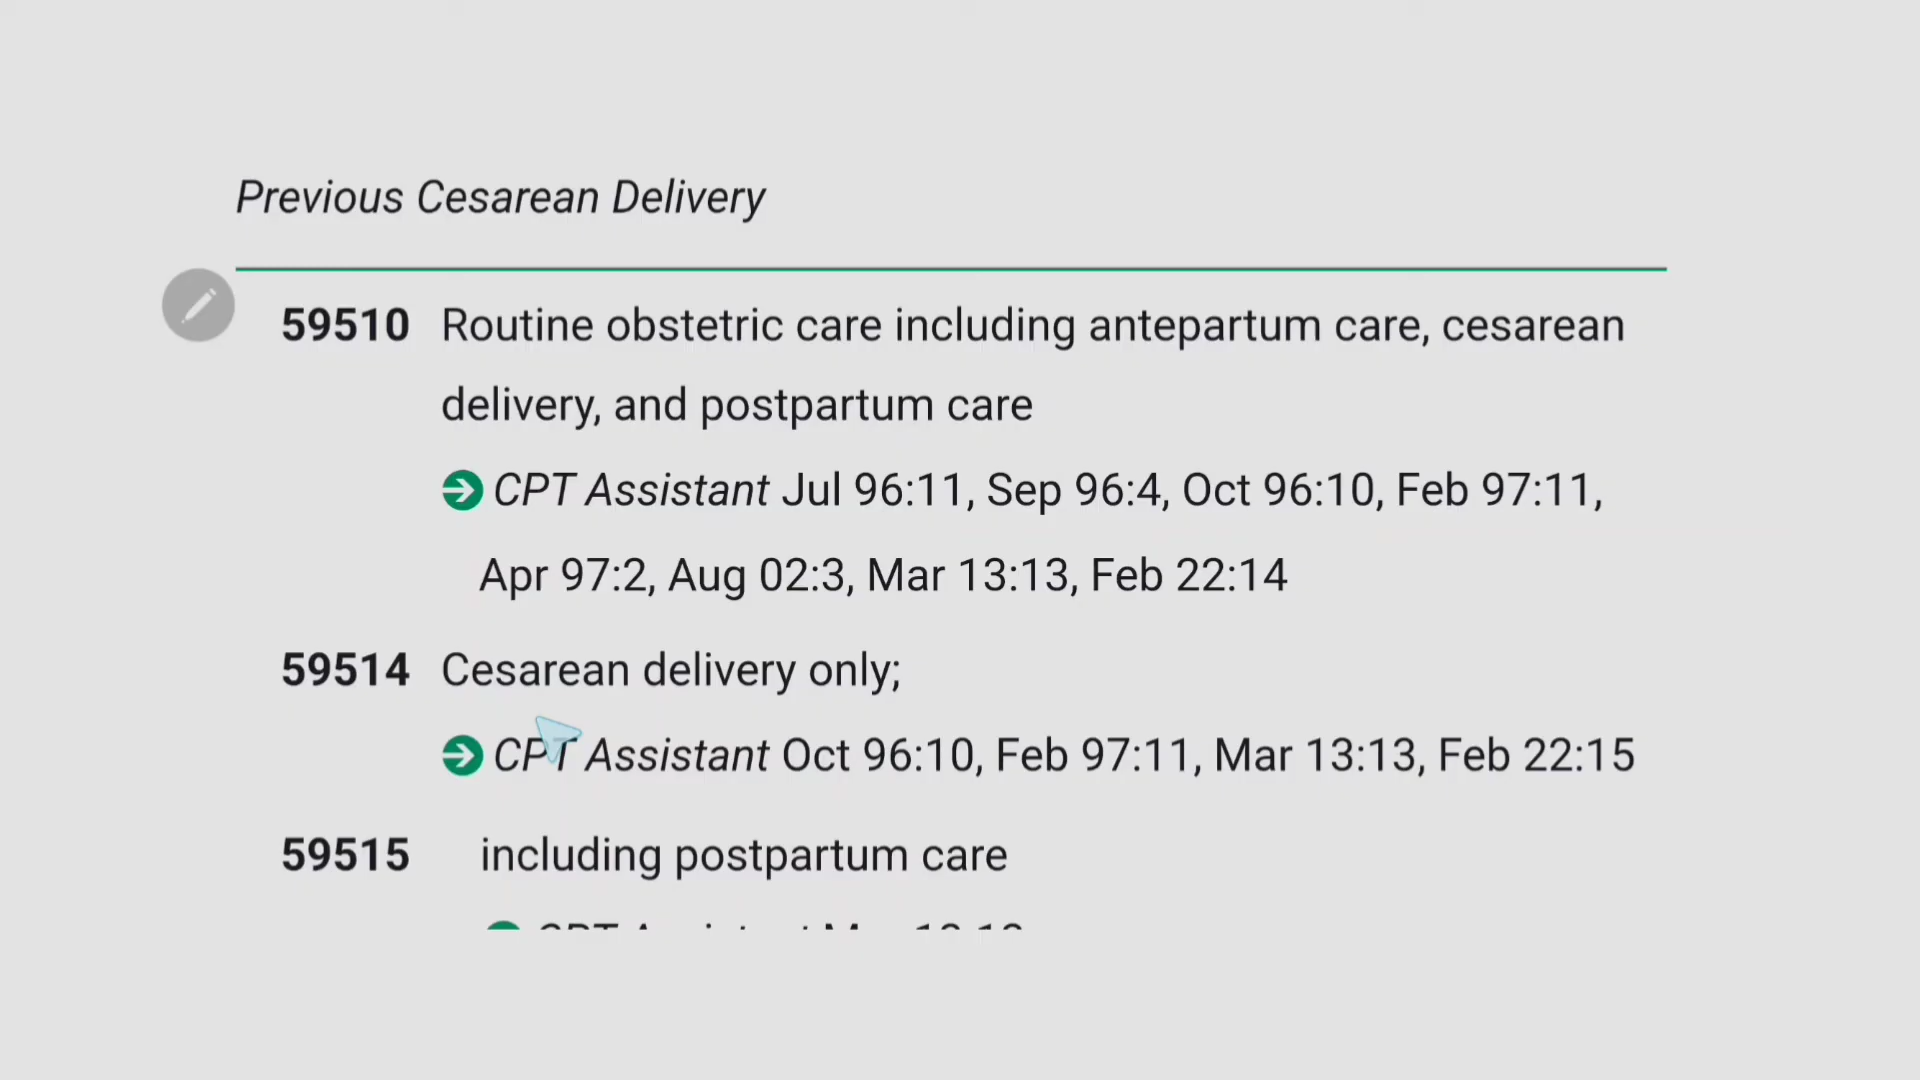 Previous Cesarean Delivery
59510 Routine obstetric care including antepartum care, cesarean
delivery, and postpartum care
CPT Assistant Jul 96:11, Sep 96:4, Oct 96:10, Feb 97:11,
Apr 97:2, Aug 02:3, Mar 13:13, Feb 22:14
59514 Cesarean delivery only;
CPT Assistant Oct 96:10, Feb 97:11, Mar 13:13, Feb 22:15
59515 including postpartum care